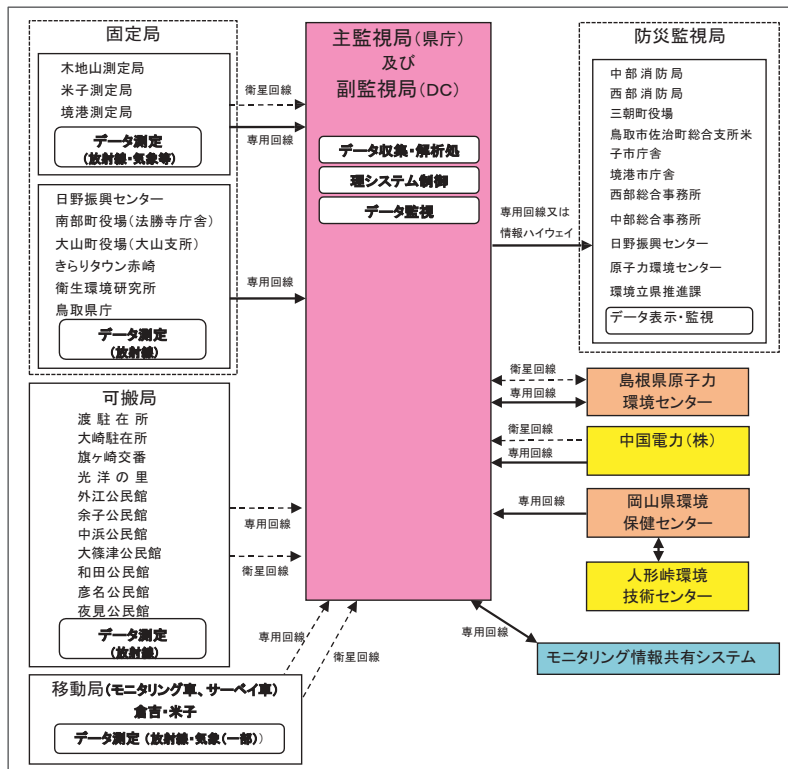 固定局
木地山測定局
米子測定局
境港測定局
データ測定
(放射線・気象等)
衛星回線
専用回線
日野振興センター
南部町役場(法勝寺庁舎)
大山町役場(大山支所)
きらりタウン赤崎
衛生環境研究所
鳥取県庁
データ測定
(放射線)
専用回線
可搬局
渡 駐 在 所
大崎駐在所
旗ヶ崎交番
光 洋 の 里
外江公民館
余子公民館
中浜公民館
大篠津公民館
和田公民館
彦名公民館
夜見公民館
データ測定
(放射線)
専用回線
衛星回線
移動局(モニタリング車、サーベイ車)
倉吉・米子
データ測定 (放射線・気象(一部))
専用回線
衛星回線
主監視局(県庁)
及び
副監視局(DC)
データ収集・解析処
理システム制御
データ監視
専用回線又は
情報ハイウェイ
防災監視局
中部消防局
西部消防局
三朝町役場
鳥取市佐治町総合支所米
子市庁舎
境港市庁舎
西部総合事務所
中部総合事務所
日野振興センター
原子力環境センター
環境立県推進課
データ表示・監視
衛星回線
専用回線
島根県原子力
環境センター
衛星回線
専用回線
中国電力(株)
専用回線
岡山県環境
保健センター
人形峠環境
技術センター
専用回線
モニタリング情報共有システム